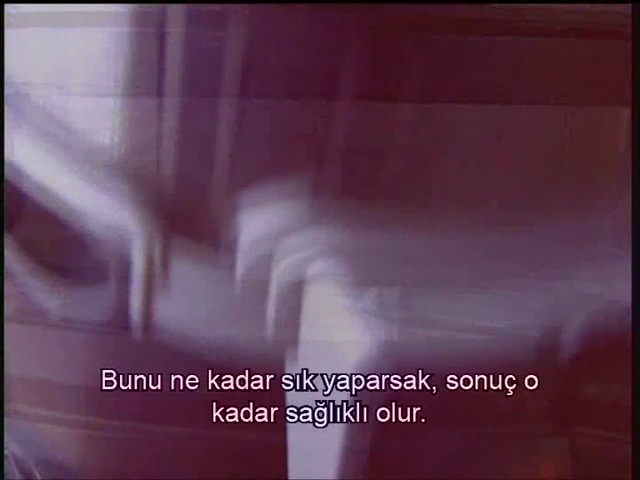 Bunu ne kadar sık yaparsak, sonuç o
kadar sağlıklı olur.